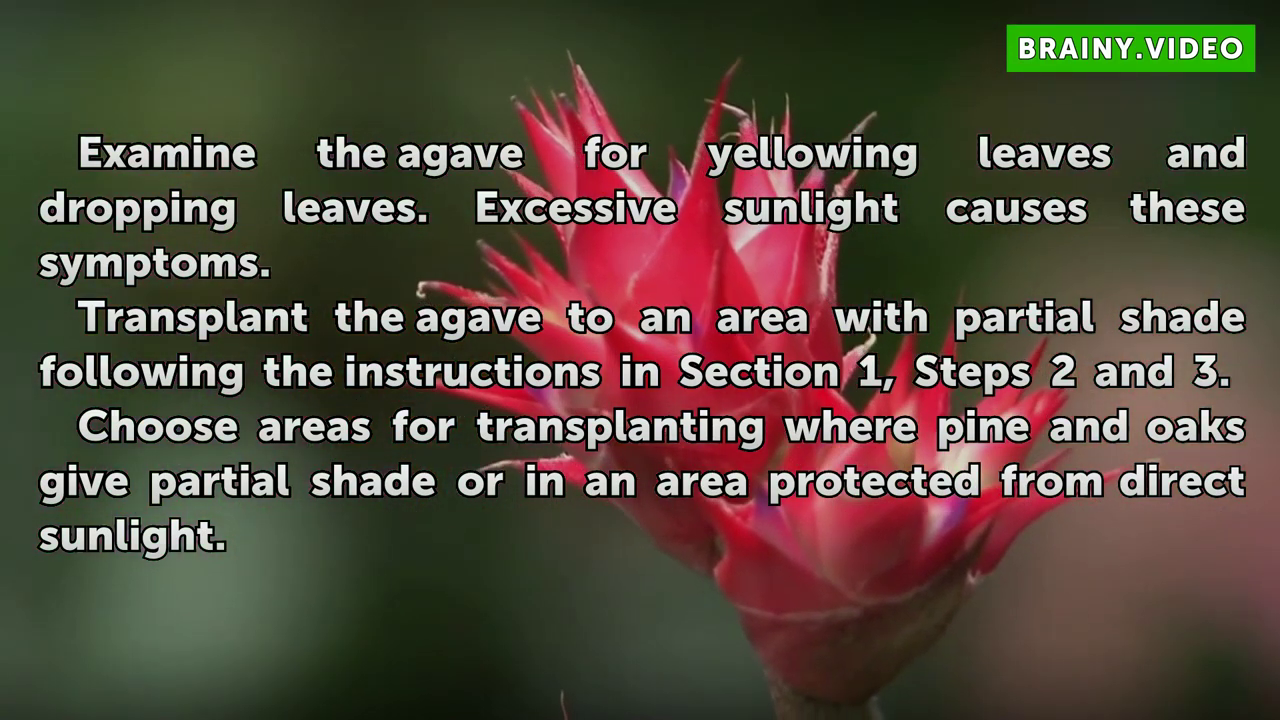 BRAINY.VIDEO
Examine the agave for yellowing leaves and
dropping leaves. Excessive sunlight causes these
symptoms.
Transplant the agave to an area with partial shade
following the instructions in Section 1, Steps 2 and 3.
Choose areas for transplanting where pine and oaks
give partial shade or in an area protected from direct
sunlight.